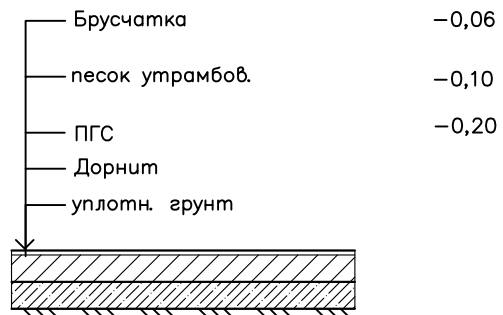 Брусчатка −0,06
песок утрамбов. −0,10
ПГС −0,20
Дорнит
уплотн. грунт